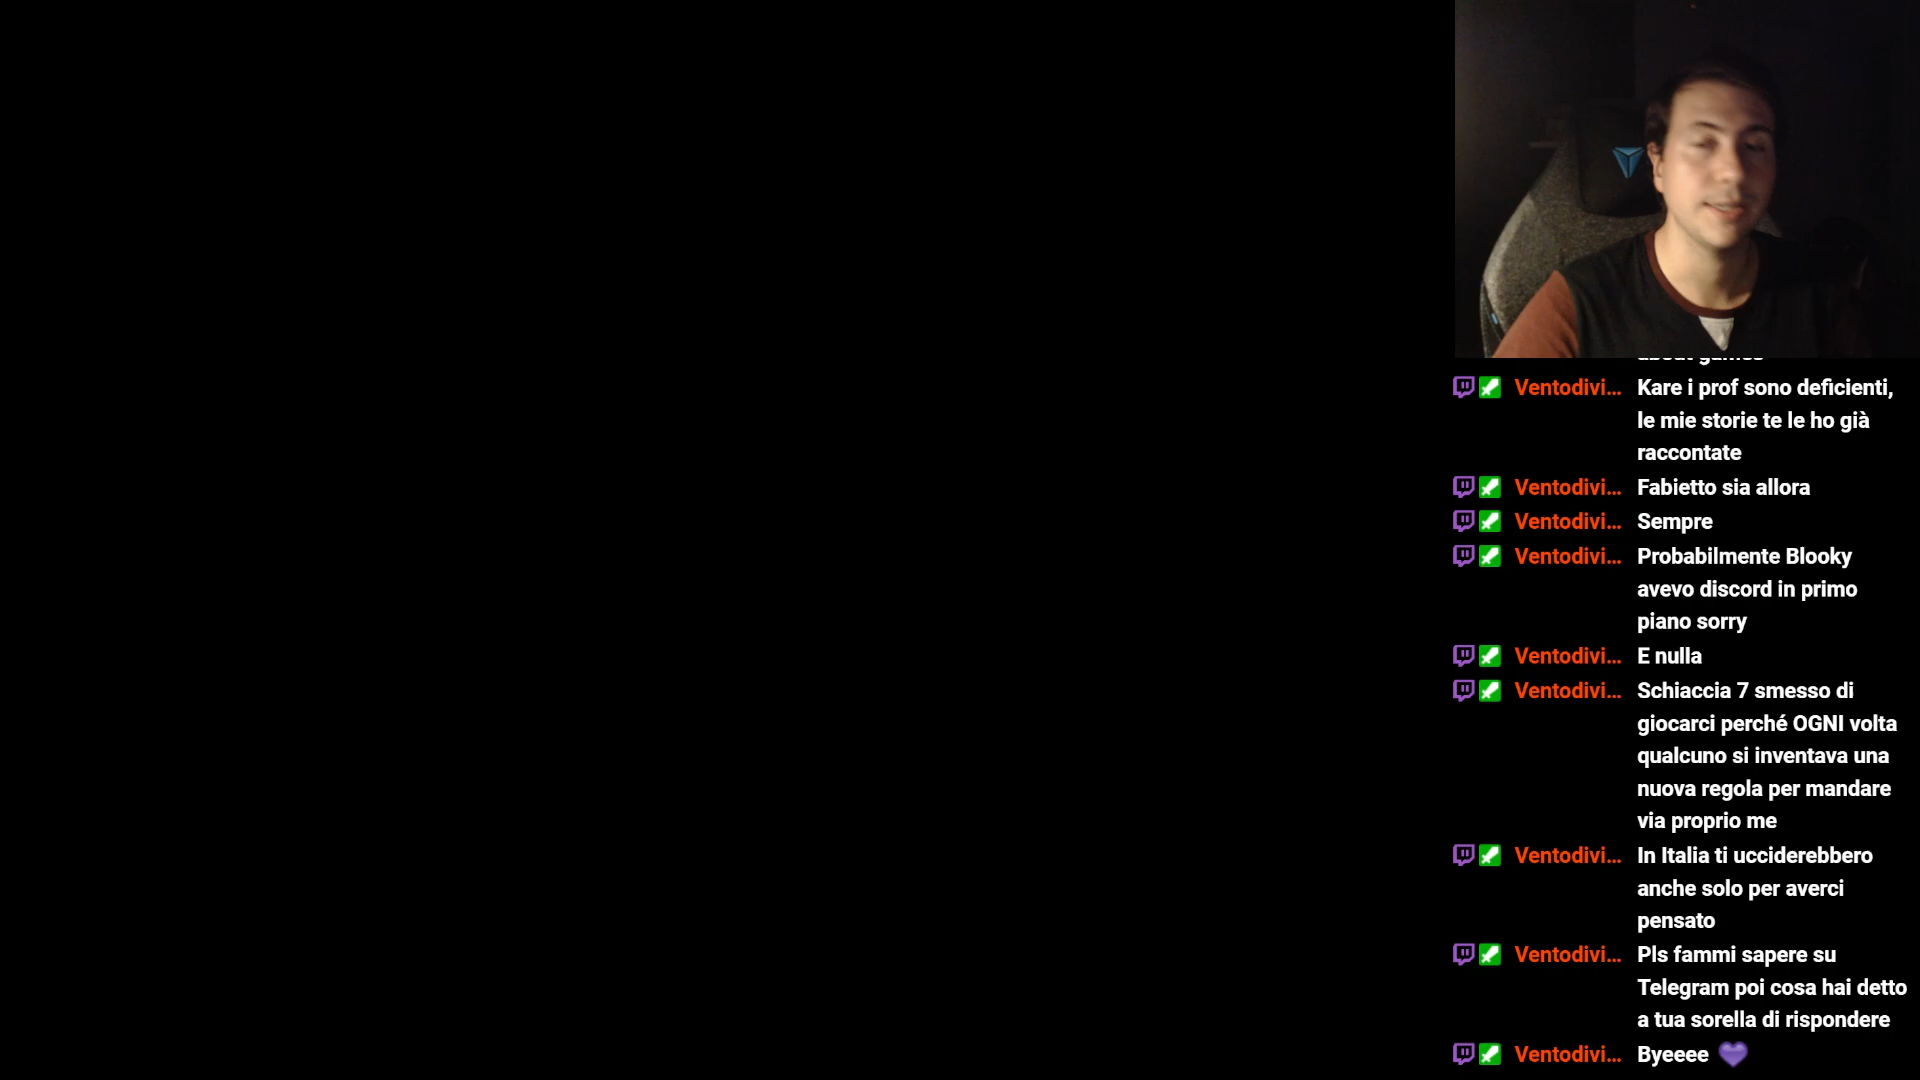 about games
Ventodivi... Kare i prof sono deficienti,
le mie storie te le ho già
raccontate
Ventodivi... Fabietto sia allora
Ventodivi... Sempre
Ventodivi... Probabilmente Blooky
avevo discord in primo
piano sorry
Ventodivi... E nulla
Ventodivi... Schiaccia 7 smesso di
giocarci perché OGNI volta
qualcuno si inventava una
nuova regola per mandare
via proprio me
Ventodivi... In Italia ti ucciderebbero
anche solo per averci
pensato
Ventodivi... Pls fammi sapere su
Telegram poi cosa hai detto
a tua sorella di rispondere
Ventodivi... Byeeee 💜